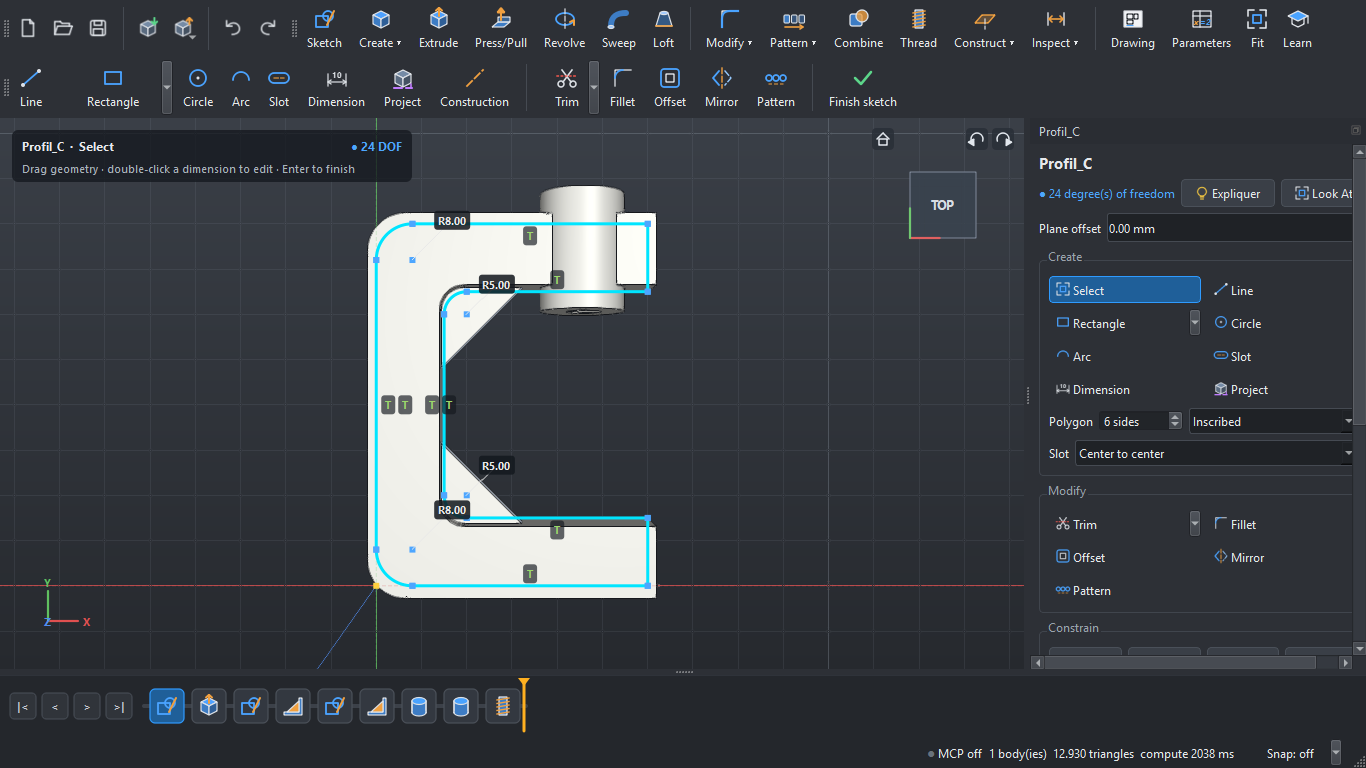 Sketch Create Extrude Press/Pull Revolve Sweep Loft Modify Pattern Combine Thread Construct Inspect Drawing Parameters Fit Learn
Line Rectangle Circle Arc Slot Dimension Project Construction Trim Fillet Offset Mirror Pattern Finish sketch
Profil_C · Select • 24 DOF
Drag geometry · double-click a dimension to edit · Enter to finish
TOP
R8.00
T
T
R5.00
T T T T
R5.00
R8.00
T
T
Y
X
Z
Profil_C
Profil_C
• 24 degree(s) of freedom Expliquer Look At
Plane offset 0.00 mm
Create
Select Line
Rectangle Circle
Arc Slot
Dimension Project
Polygon 6 sides Inscribed
Slot Center to center
Modify
Trim Fillet
Offset Mirror
Pattern
Constrain
|< < > >|
MCP off 1 body(ies) 12.930 triangles compute 2038 ms Snap: off